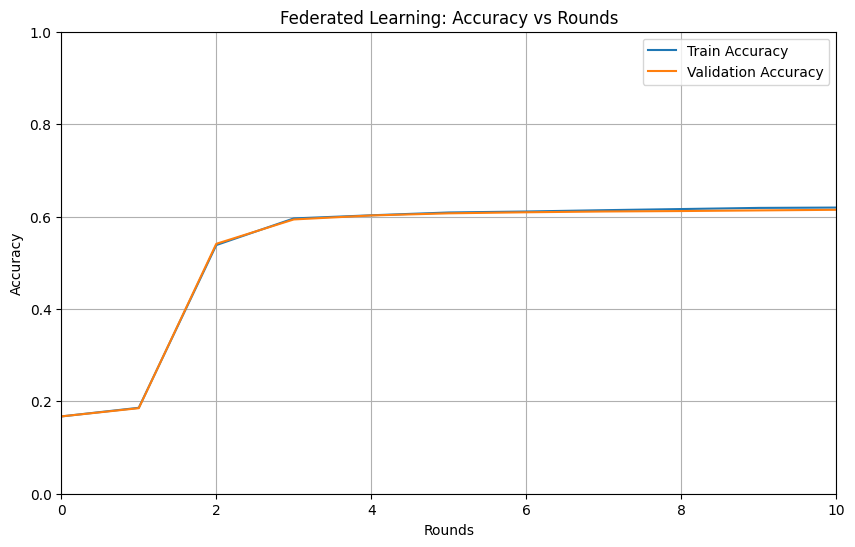 Federated Learning: Accuracy vs Rounds
Train Accuracy
Validation Accuracy
1.0
0.8
0.6
0.4
0.2
0.0
Accuracy
0 2 4 6 8 10
Rounds